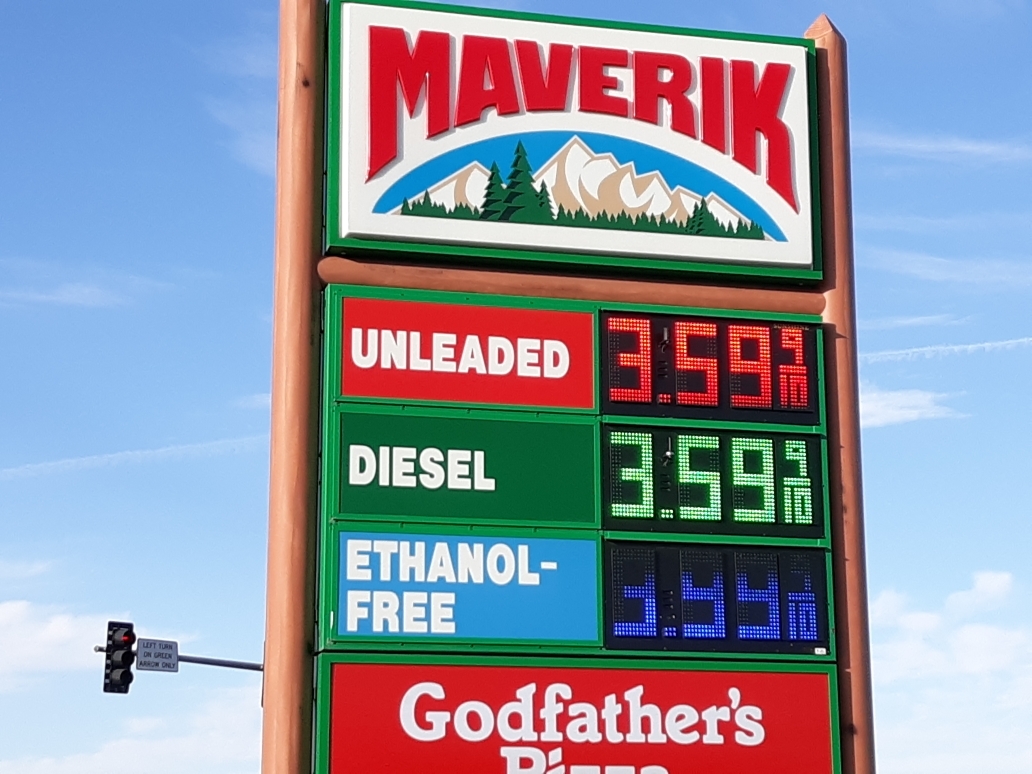 MAVERIK
UNLEADED 3.59 9/10
DIESEL 3.59 9/10
ETHANOL-
FREE
Godfather's
Pizza
LEFT TURN
ON GREEN
ARROW ONLY